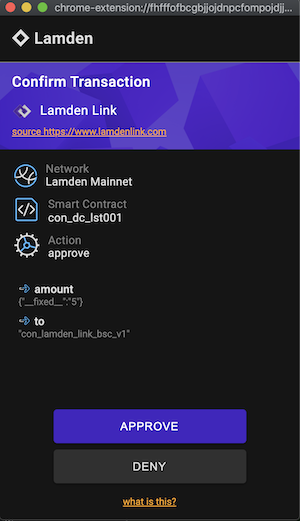 chrome-extension://fhfffofbcgbjjojdnpcfompojdjj...
Lamden
Confirm Transaction
Lamden Link
source https://www.lamdenlink.com
Network
Lamden Mainnet
Smart Contract
con_dc_lst001
Action
approve
amount
{"__fixed__":"5"}
to
"con_lamden_link_bsc_v1"
APPROVE
DENY
what is this?